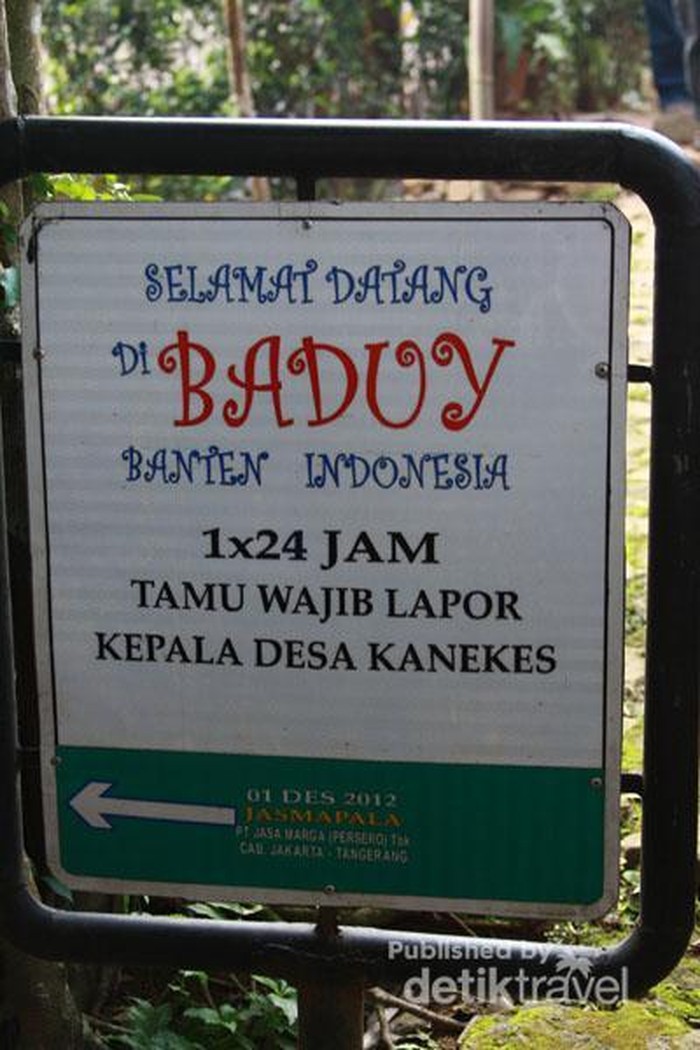 SELAMAT DATANG
Di BADUY
BANTEN INDONESIA
1x24 JAM
TAMU WAJIB LAPOR
KEPALA DESA KANEKES
01 DES 2012
JASMAPALA
PT JASA MARGA (PERSERO) Tbk
CAB. JAKARTA - TANGERANG
Published by
detiktravel